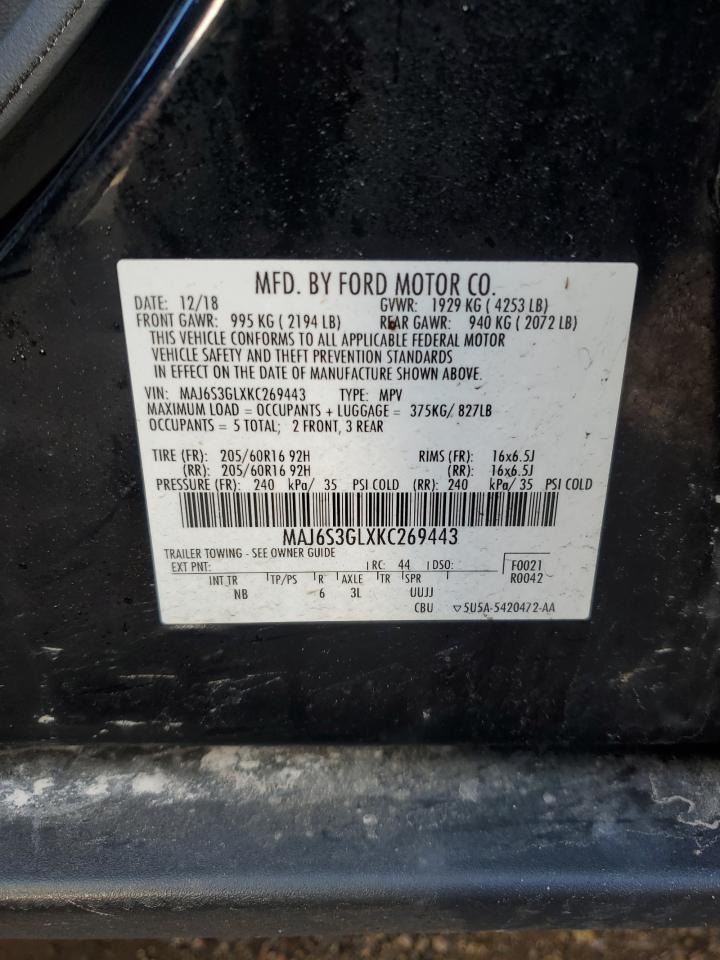 MFD. BY FORD MOTOR CO.
DATE: 12/18 GVWR: 1929 KG ( 4253 LB)
FRONT GAWR: 995 KG ( 2194 LB) REAR GAWR: 940 KG ( 2072 LB)
THIS VEHICLE CONFORMS TO ALL APPLICABLE FEDERAL MOTOR
VEHICLE SAFETY AND THEFT PREVENTION STANDARDS
IN EFFECT ON THE DATE OF MANUFACTURE SHOWN ABOVE.
VIN: MAJ6S3GLXKC269443 TYPE: MPV
MAXIMUM LOAD = OCCUPANTS + LUGGAGE = 375KG/ 827LB
OCCUPANTS = 5 TOTAL; 2 FRONT, 3 REAR
TIRE (FR): 205/60R16 92H RIMS (FR): 16x6.5J
(RR): 205/60R16 92H (RR): 16x6.5J
PRESSURE (FR): 240 kPa/ 35 PSI COLD (RR): 240 kPa/ 35 PSI COLD
MAJ6S3GLXKC269443
TRAILER TOWING - SEE OWNER GUIDE
EXT PNT: RC: 44 DSO: F0021
INT TR TP/PS R AXLE TR SPR R0042
NB 6 3L UUJJ
CBU ▽5U5A-5420472-AA